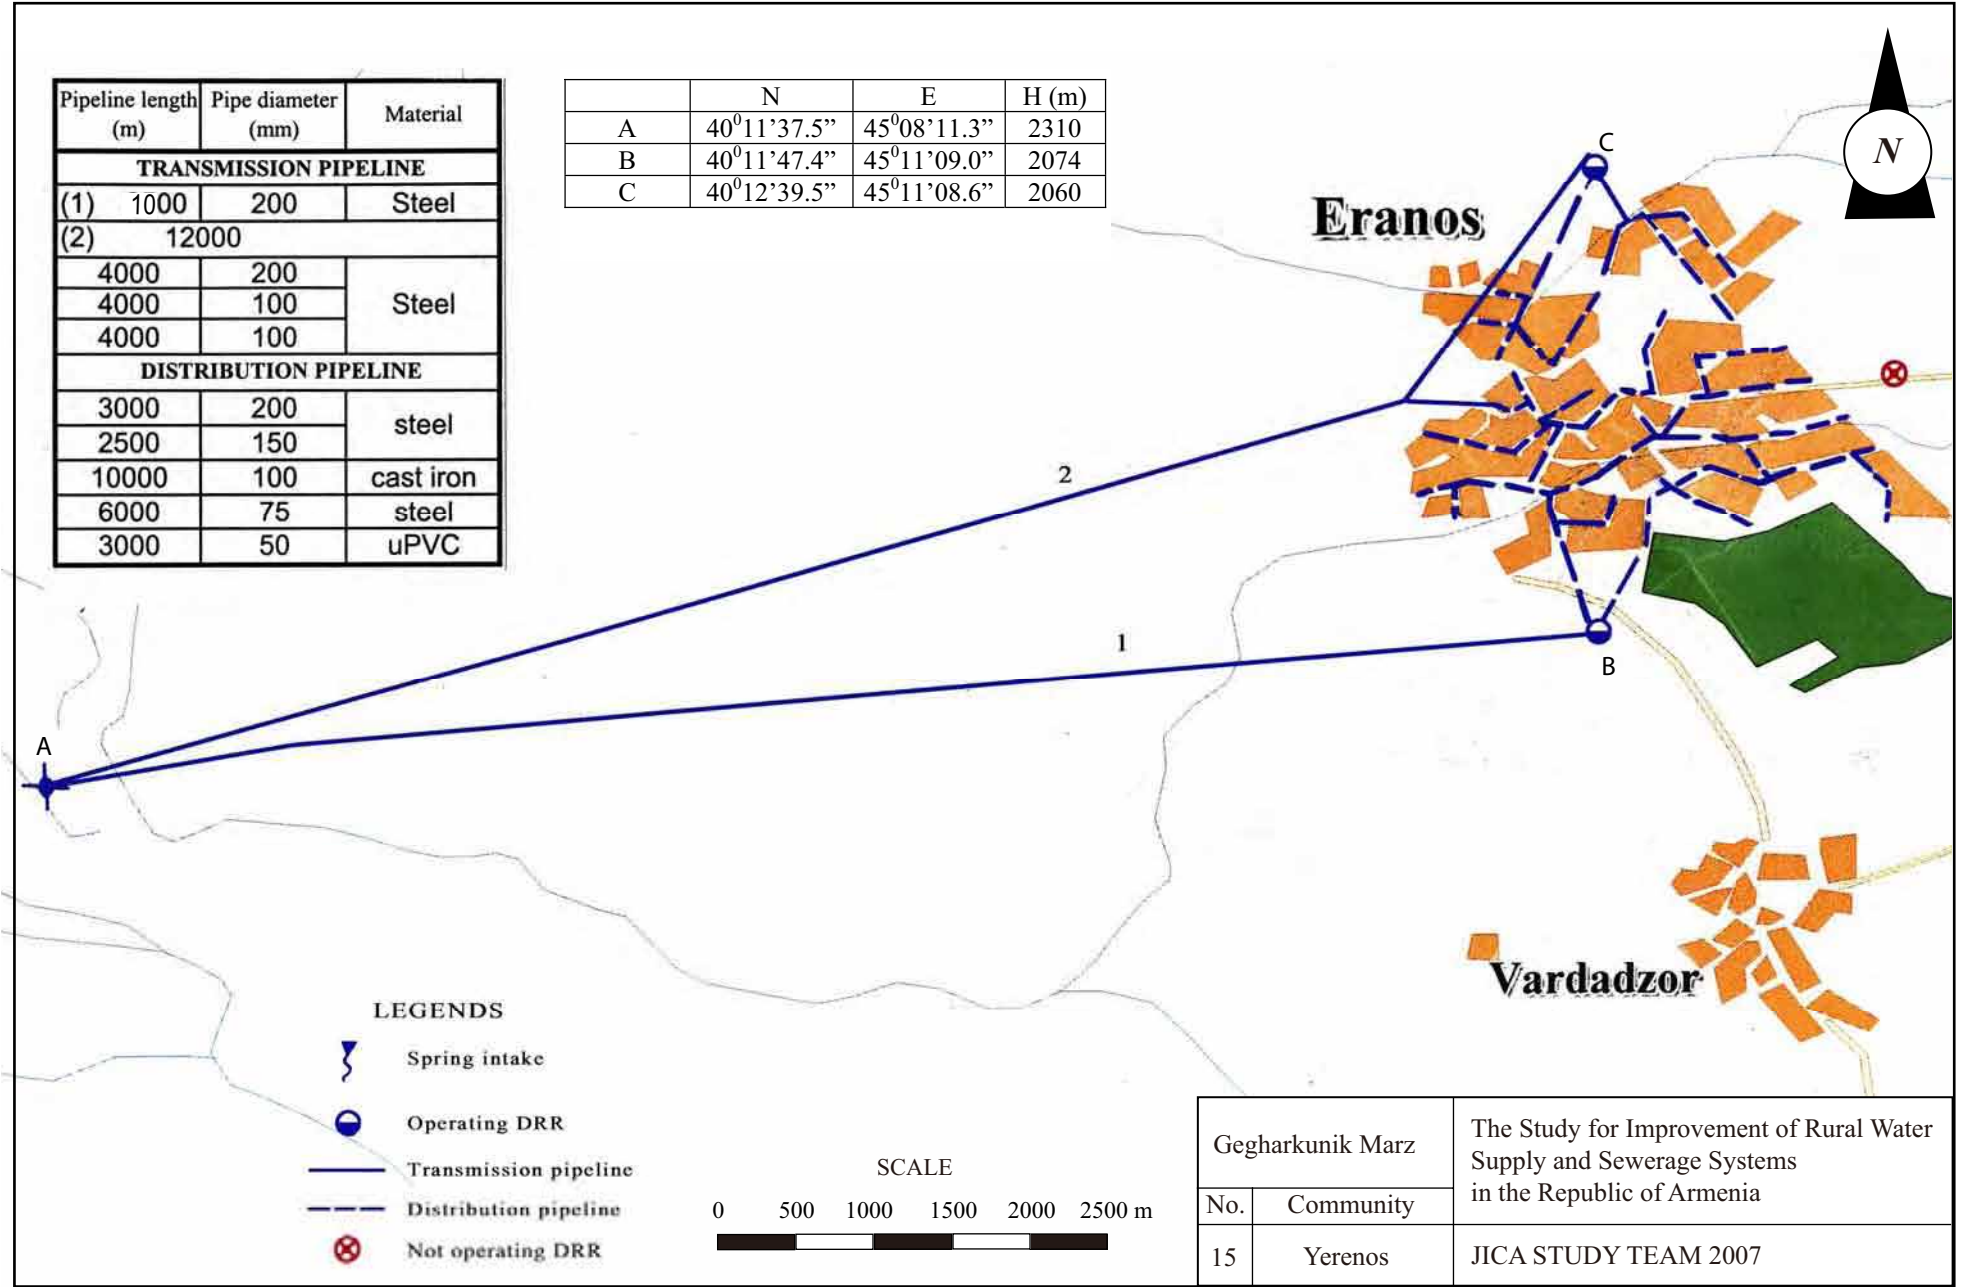 Pipeline length (m) Pipe diameter (mm) Material
TRANSMISSION PIPELINE
(1) 1000 200 Steel
(2) 12000
4000 200
4000 100 Steel
4000 100
DISTRIBUTION PIPELINE
3000 200
steel
2500 150
10000 100 cast iron
6000 75 steel
3000 50 uPVC
N E H (m)
A 40⁰11'37.5” 45⁰08'11.3” 2310
B 40⁰11'47.4” 45⁰11'09.0” 2074
C 40⁰12'39.5” 45⁰11'08.6” 2060
N
C
Eranos
2
1
B
A
Vardadzor
LEGENDS
Spring intake
Operating DRR
Transmission pipeline
Distribution pipeline
Not operating DRR
SCALE
0 500 1000 1500 2000 2500 m
Gegharkunik Marz
The Study for Improvement of Rural Water
Supply and Sewerage Systems
in the Republic of Armenia
No. Community
15 Yerenos JICA STUDY TEAM 2007